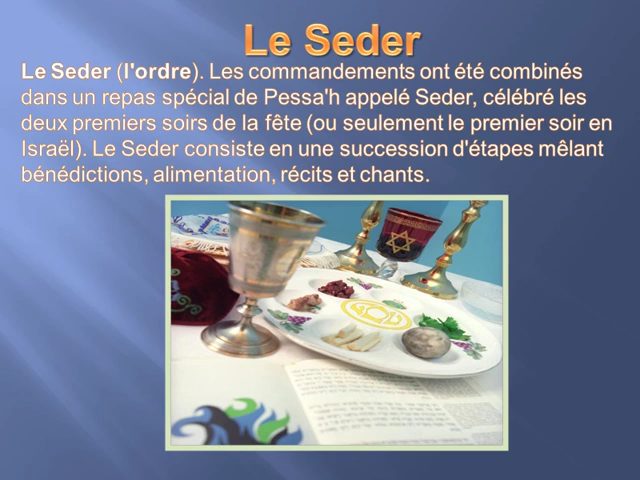 Le Seder
Le Seder (l'ordre). Les commandements ont été combinés
dans un repas spécial de Pessa'h appelé Seder, célébré les
deux premiers soirs de la fête (ou seulement le premier soir en
Israël). Le Seder consiste en une succession d'étapes mêlant
bénédictions, alimentation, récits et chants.